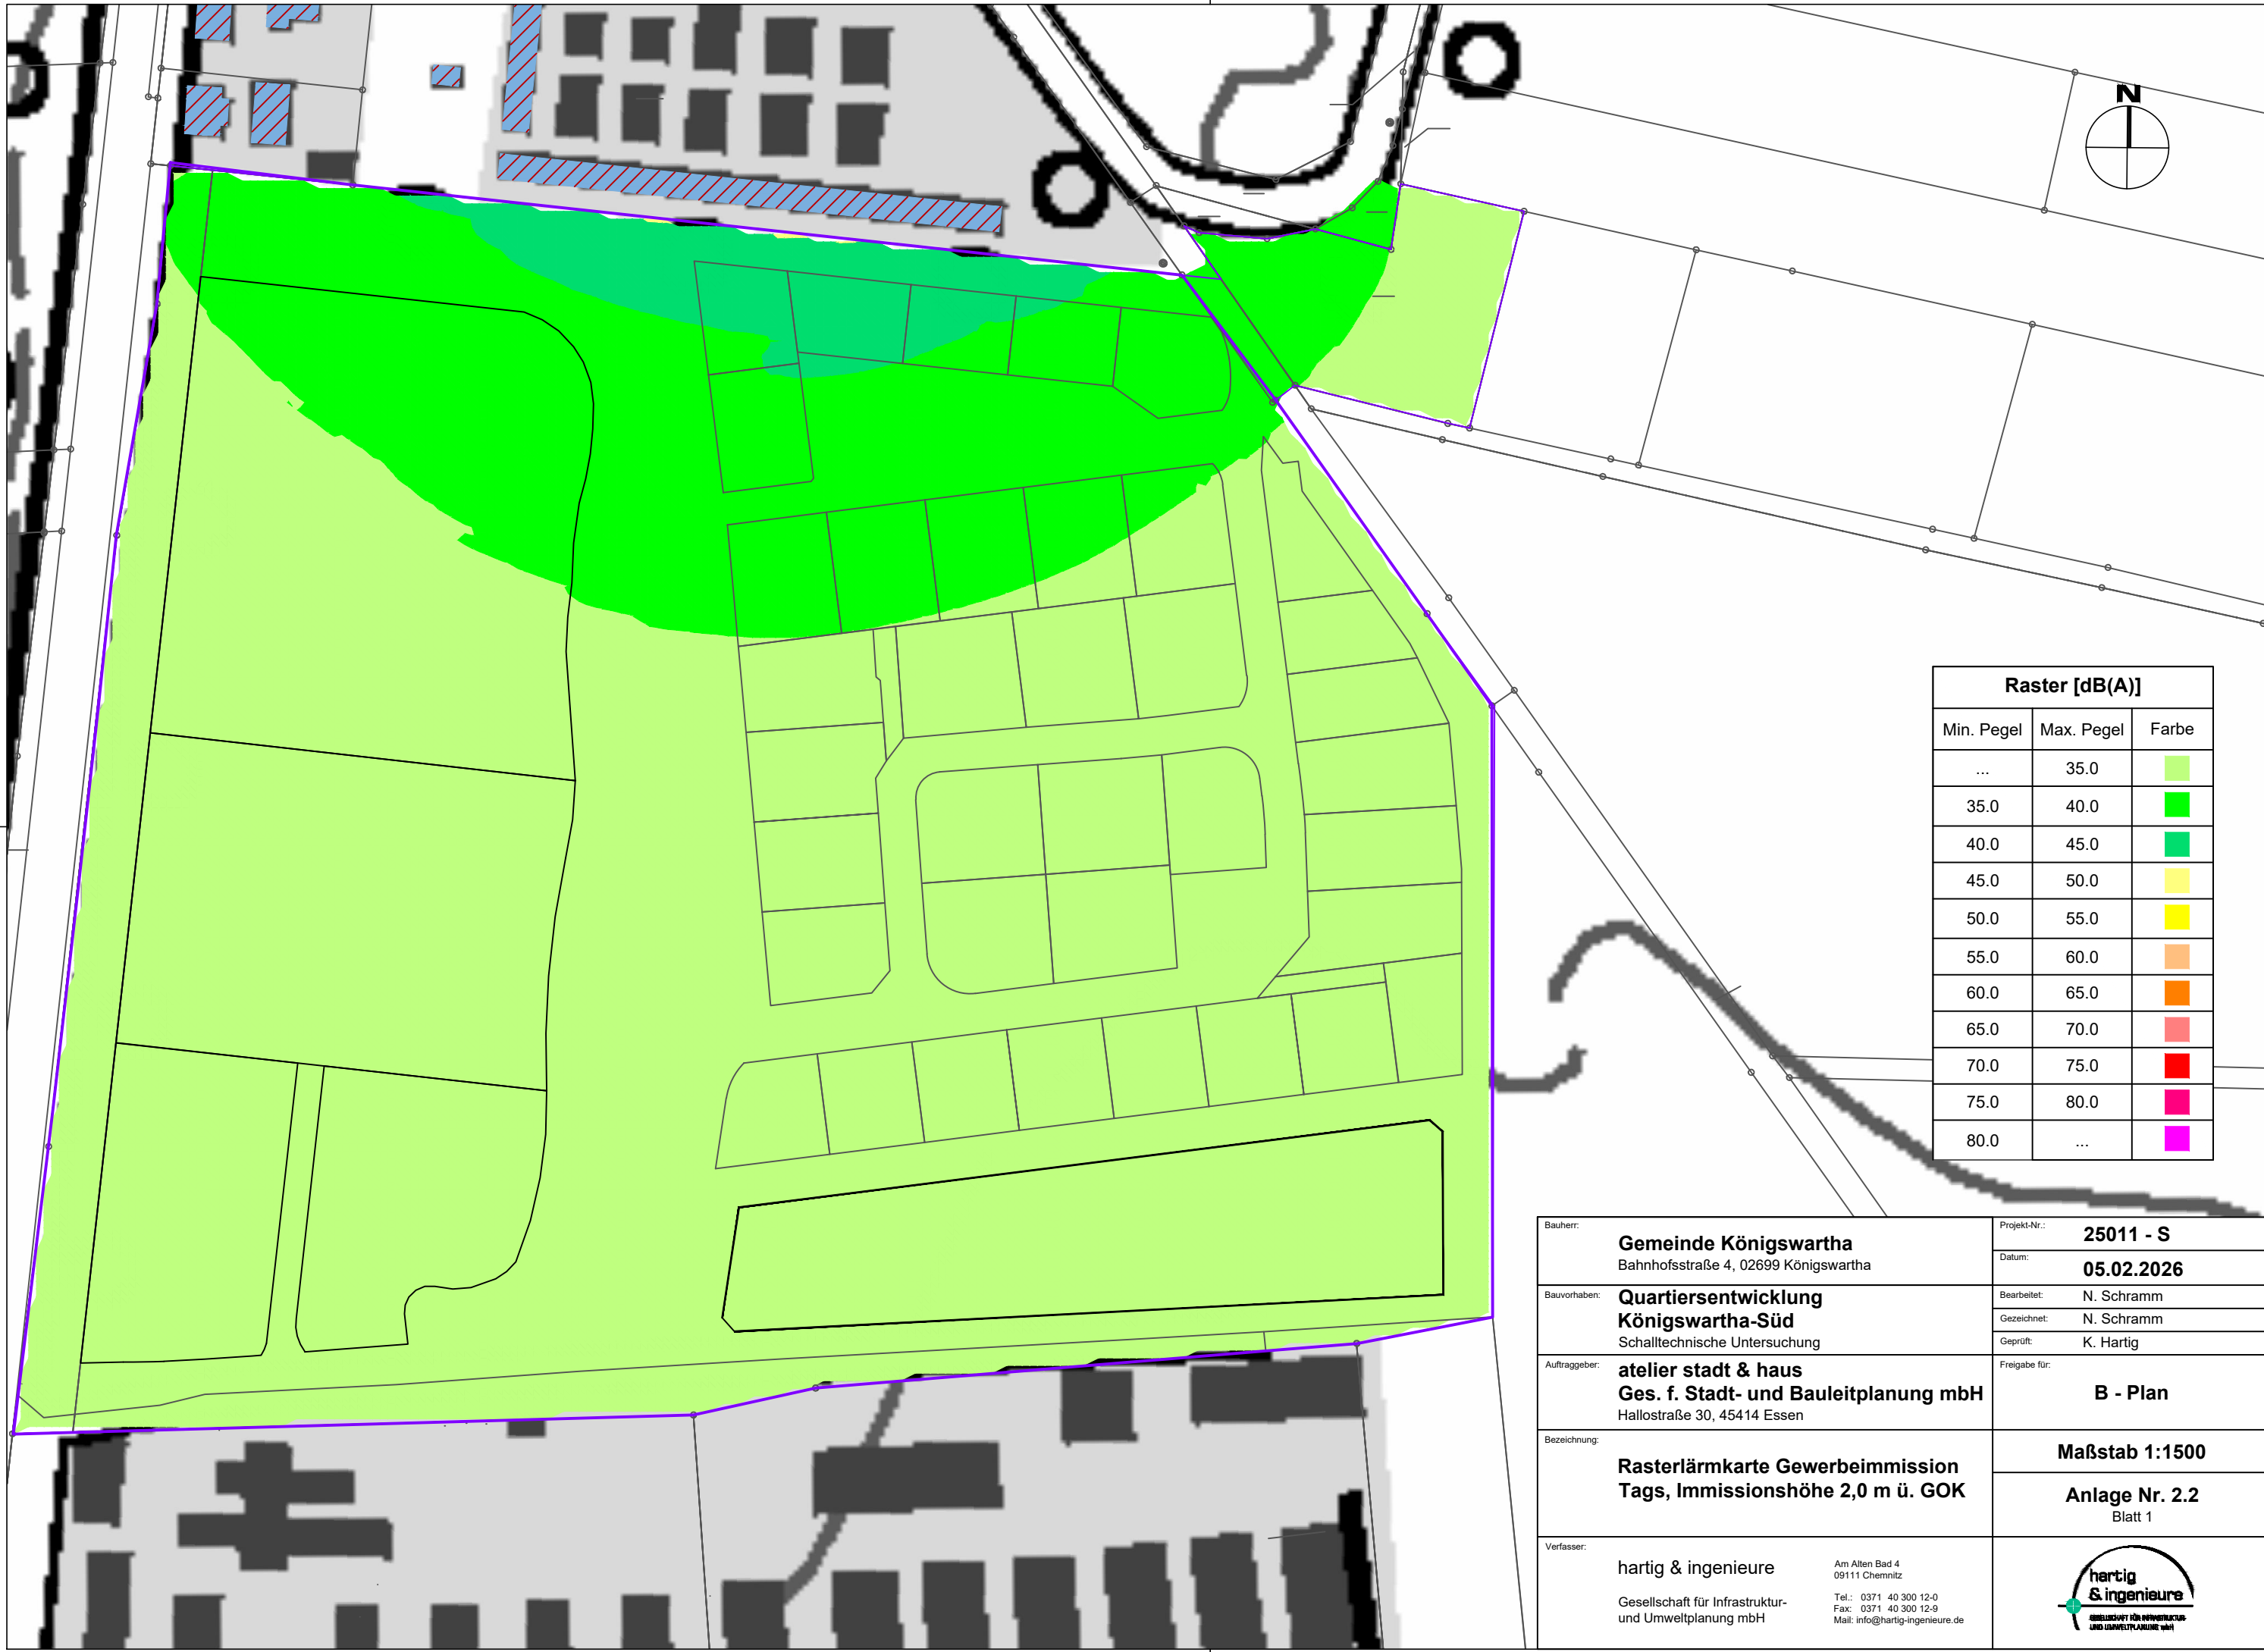 N
Raster [dB(A)]
Min. Pegel Max. Pegel Farbe
... 35.0
35.0 40.0
40.0 45.0
45.0 50.0
50.0 55.0
55.0 60.0
60.0 65.0
65.0 70.0
70.0 75.0
75.0 80.0
80.0 ...
Bauherr:
Gemeinde Königswartha
Bahnhofsstraße 4, 02699 Königswartha
Projekt-Nr.:
25011 - S
Datum:
05.02.2026
Bauvorhaben:
Quartiersentwicklung
Königswartha-Süd
Schalltechnische Untersuchung
Bearbeitet: N. Schramm
Gezeichnet: N. Schramm
Geprüft: K. Hartig
Auftraggeber:
atelier stadt & haus
Ges. f. Stadt- und Bauleitplanung mbH
Hallostraße 30, 45414 Essen
Freigabe für:
B - Plan
Bezeichnung:
Rasterlärmkarte Gewerbeimmission
Tags, Immissionshöhe 2,0 m ü. GOK
Maßstab 1:1500
Anlage Nr. 2.2
Blatt 1
Verfasser:
hartig & ingenieure
Gesellschaft für Infrastruktur-
und Umweltplanung mbH
Am Alten Bad 4
09111 Chemnitz
Tel.: 0371 40 300 12-0
Fax: 0371 40 300 12-9
Mail: info@hartig-ingenieure.de
hartig
& ingenieure
GESELLSCHAFT FÜR INFRASTRUKTUR-
UND UMWELTPLANUNG mbH